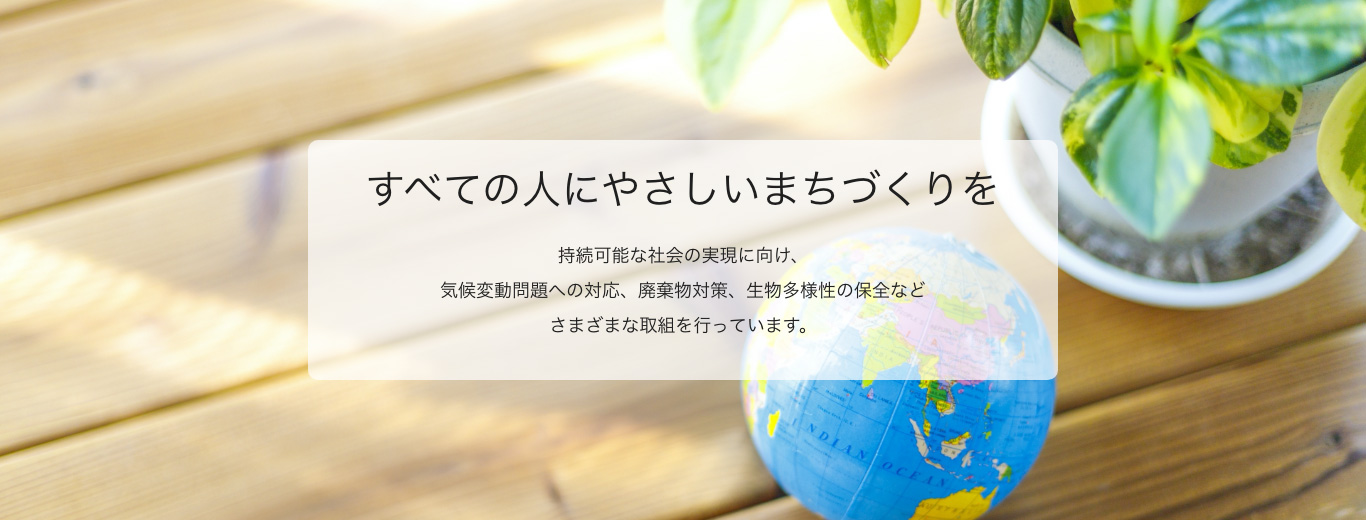 すべての人にやさしいまちづくりを
持続可能な社会の実現に向け、
気候変動問題への対応、廃棄物対策、生物多様性の保全など
さまざまな取組を行っています。
INDIAN OCEAN